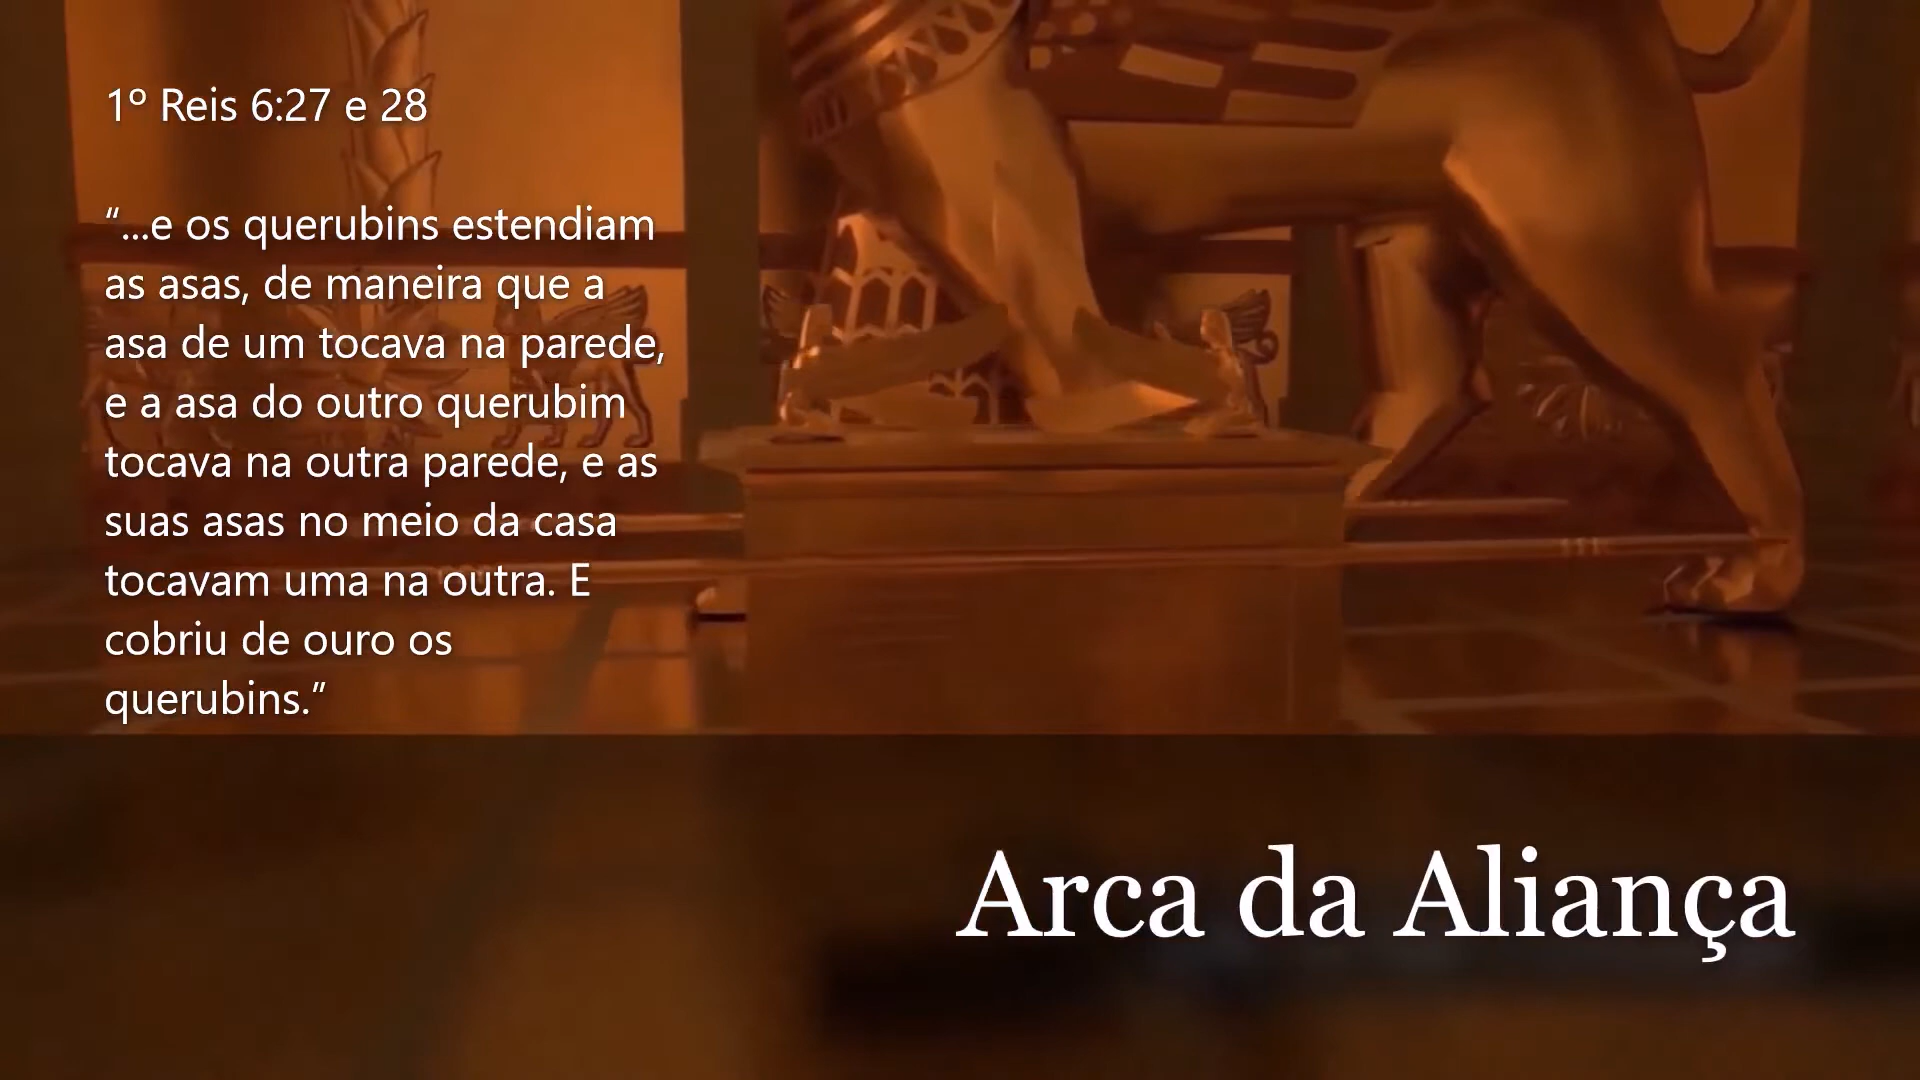 1º Reis 6:27 e 28
“...e os querubins estendiam
as asas, de maneira que a
asa de um tocava na parede,
e a asa do outro querubim
tocava na outra parede, e as
suas asas no meio da casa
tocavam uma na outra. E
cobriu de ouro os
querubins.”
Arca da Aliança